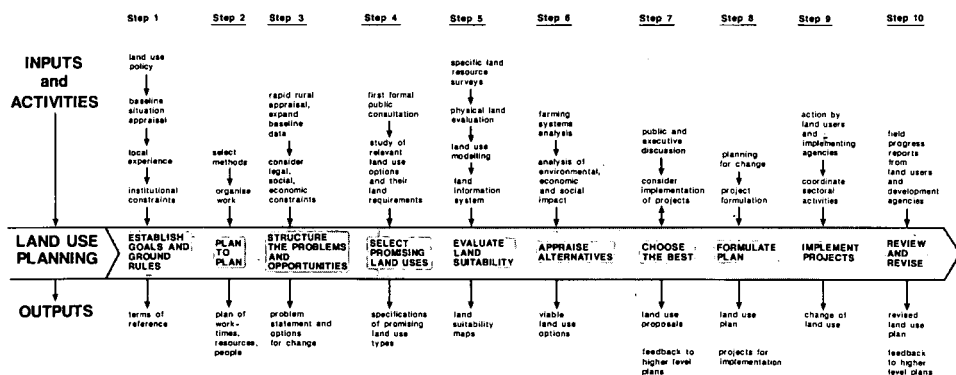 Step 1
Step 2
Step 3
Step 4
Step 5
Step 6
Step 7
Step 8
Step 9
Step 10
INPUTS
and
ACTIVITIES
land use
policy
baseline
situation
appraisal
local
experience
institutional
constraints
select
methods
organise
work
rapid rural
appraisal,
expand
baseline
data
consider
legal,
social,
economic
constraints
first formal
public
consultation
study of
relevant
land use
options
and their
land
requirements
specific land
resource
surveys
physical land
evaluation
land use
modelling
land
information
system
farming
systems
analysis
analysis of
environmental,
economic
and social
impact
public and
executive
discussion
consider
implementation
of projects
planning
for change
project
formulation
action by
land users
and
implementing
agencies
coordinate
sectoral
activities
field
progress
reports
from
land users
and
development
agencies
LAND USE
PLANNING
ESTABLISH
GOALS AND
GROUND
RULES
PLAN
TO
PLAN
STRUCTURE
THE PROBLEMS
AND
OPPORTUNITIES
SELECT
PROMISING
LAND USES
EVALUATE
LAND
SUITABILITY
APPRAISE
ALTERNATIVES
CHOOSE
THE BEST
FORMULATE
PLAN
IMPLEMENT
PROJECTS
REVIEW
AND
REVISE
OUTPUTS
terms of
reference
plan of
work-
times,
resources,
people
problem
statement and
options
for change
specifications
of promising
land use
types
land
suitability
maps
viable
land use
options
land use
proposals
feedback to
higher level
plans
land use
plan
projects for
implementation
change of
land use
revised
land use
plan
feedback
to higher
level plans